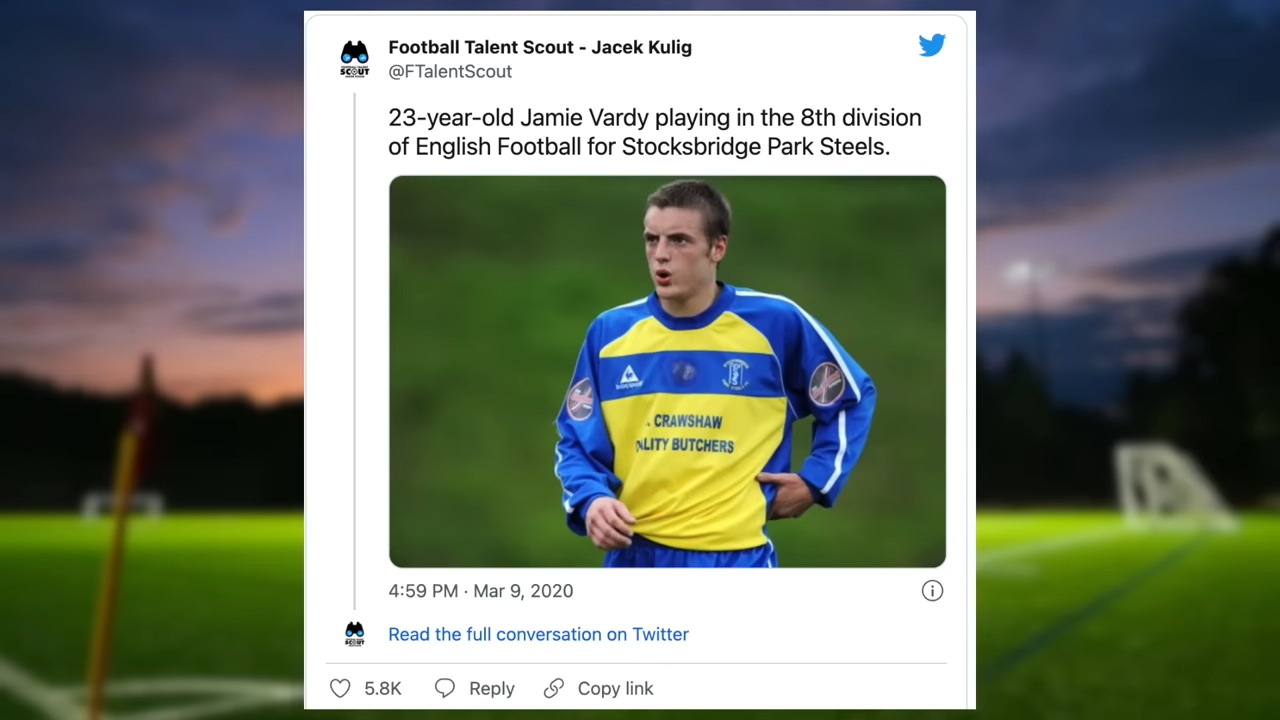 Football Talent Scout - Jacek Kulig
@FTalentScout
SCOUT
23-year-old Jamie Vardy playing in the 8th division
of English Football for Stocksbridge Park Steels.
CRAWSHAW
LITY BUTCHERS
4:59 PM · Mar 9, 2020
Read the full conversation on Twitter
5.8K Reply Copy link